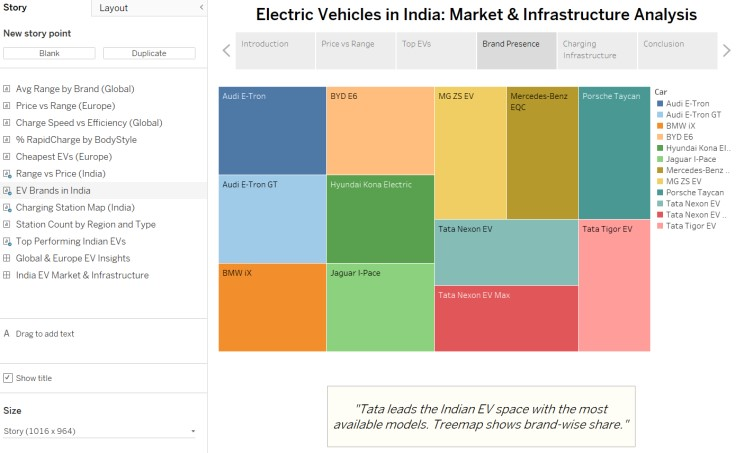 Story
Layout
New story point
Blank
Duplicate
Avg Range by Brand (Global)
Price vs Range (Europe)
Charge Speed vs Efficiency (Global)
% RapidCharge by BodyStyle
Cheapest EVs (Europe)
Range vs Price (India)
EV Brands in India
Charging Station Map (India)
Station Count by Region and Type
Top Performing Indian EVs
Global & Europe EV Insights
India EV Market & Infrastructure
A Drag to add text
Show title
Size
Story (1016 x 964)
Electric Vehicles in India: Market & Infrastructure Analysis
Introduction
Price vs Range
Top EVs
Brand Presence
Charging
Infrastructure
Conclusion
Audi E-Tron
BYD E6
MG ZS EV
Mercedes-Benz
EQC
Porsche Taycan
Audi E-Tron GT
Hyundai Kona Electric
Tata Nexon EV
Tata Tigor EV
BMW iX
Jaguar I-Pace
Tata Nexon EV Max
Car
Audi E-Tron
Audi E-Tron GT
BMW iX
BYD E6
Hyundai Kona El..
Jaguar I-Pace
Mercedes-Benz ..
MG ZS EV
Porsche Taycan
Tata Nexon EV
Tata Nexon EV ..
Tata Tigor EV
"Tata leads the Indian EV space with the most
available models. Treemap shows brand-wise share."